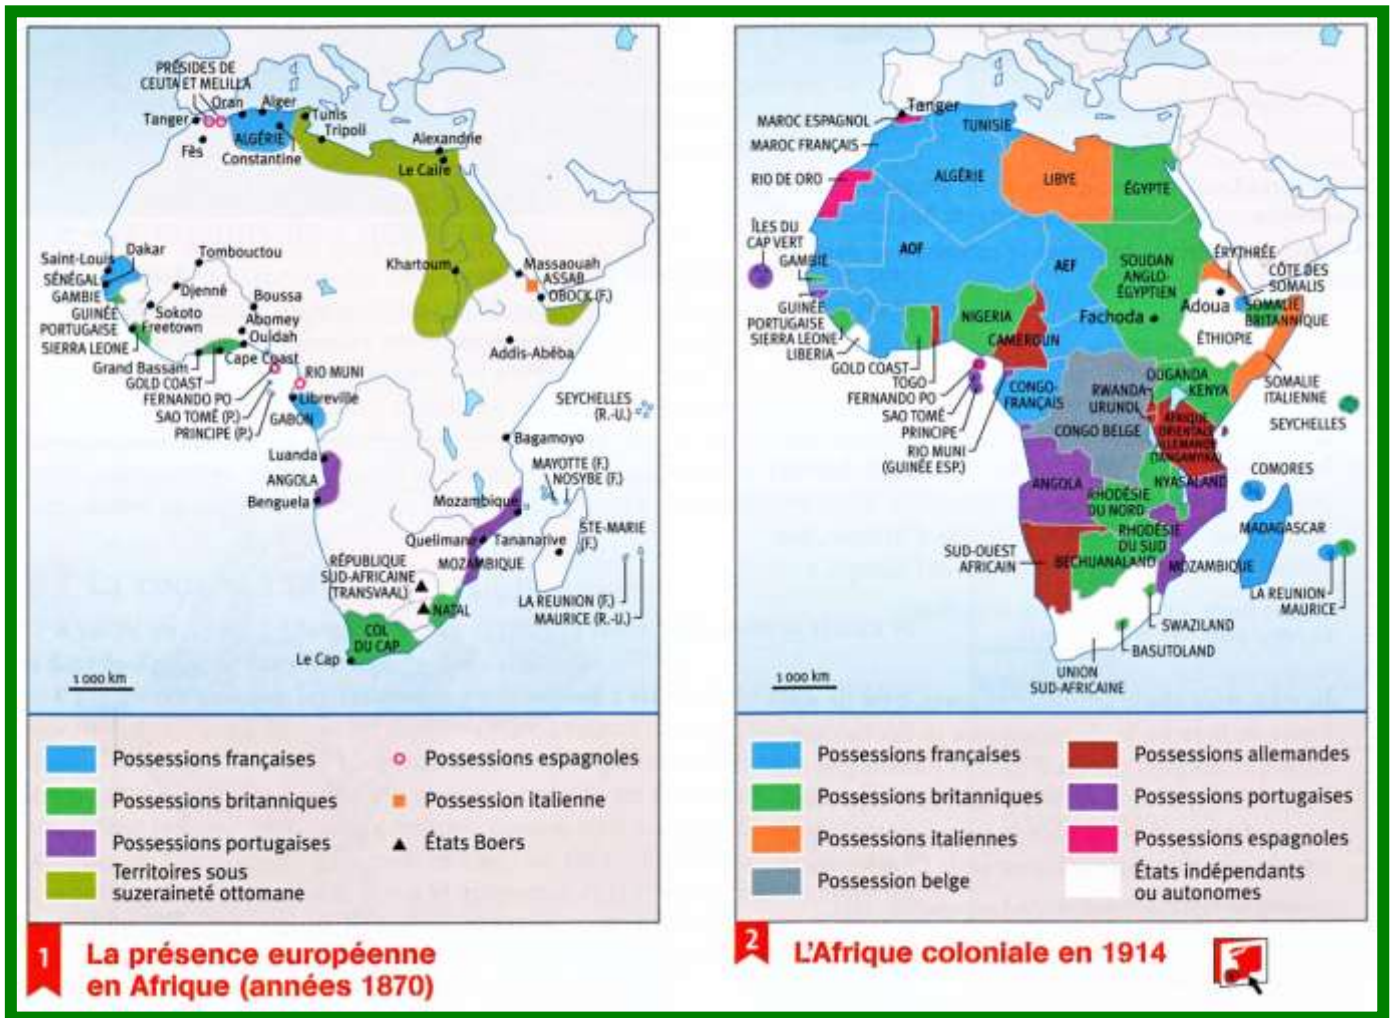 PRÉSIDES DE
CEUTA ET MELILLA
Oran
Alger
Tunis
Tanger
Tripoli
ALGÉRIE
Alexandrie
Fès
Constantine
Le Caire
Saint-Louis
Dakar
Tombouctou
SÉNÉGAL
Khartoum
Massaouah
ASSAB
GAMBIE
Djenné
OBOCK (F.)
GUINÉE
PORTUGAISE
Sokoto
Boussa
Freetown
Abomey
SIERRA LEONE
Ouidah
Addis-Abêba
Grand Bassam
Cape Coast
GOLD COAST
RIO MUNI
FERNANDO PO
Libreville
SAO TOMÉ (P.)
PRINCIPE (P.)
GABON
SEYCHELLES
(R.-U.)
Bagamoyo
Luanda
MAYOTTE (F.)
NOSYBE (F.)
ANGOLA
Benguela
Mozambique
STE-MARIE
(F.)
Quelimane
Tananarive
RÉPUBLIQUE
SUD-AFRICAINE
(TRANSVAAL)
MOZAMBIQUE
LA REUNION (F.)
MAURICE (R.-U.)
NATAL
COL
DU CAP
Le Cap
1 000 km
Possessions françaises
Possessions britanniques
Possessions portugaises
Territoires sous
suzeraineté ottomane
Possessions espagnoles
Possession italienne
États Boers
1
La présence européenne
en Afrique (années 1870)
Tanger
MAROC ESPAGNOL
TUNISIE
MAROC FRANÇAIS
RIO DE ORO
ALGÉRIE
LIBYE
ÉGYPTE
ÎLES DU
CAP VERT
GAMBIE
AOF
AEF
SOUDAN
ANGLO-
ÉGYPTIEN
ÉRYTHRÉE
CÔTE DES
SOMALIS
Adoua
SOMALIE
BRITANNIQUE
GUINÉE
PORTUGAISE
SIERRA LEONE
LIBERIA
NIGERIA
Fachoda
ÉTHIOPIE
CAMEROUN
GOLD COAST
TOGO
FERNANDO PO
SAO TOMÉ
PRINCIPE
RIO MUNI
(GUINÉE ESP.)
CONGO-
FRANÇAIS
OUGANDA
KENYA
RWANDA
URUNDI
SOMALIE
ITALIENNE
SEYCHELLES
CONGO BELGE
AFRIQUE
ORIENTALE
ALLEMANDE
(TANGANYIKA)
COMORES
ANGOLA
NYASALAND
RHODÉSIE
DU NORD
MADAGASCAR
RHODÉSIE
DU SUD
SUD-OUEST
AFRICAIN
BECHUANALAND
MOZAMBIQUE
LA REUNION
MAURICE
SWAZILAND
BASUTOLAND
UNION
SUD-AFRICAINE
1 000 km
Possessions françaises
Possessions britanniques
Possessions italiennes
Possession belge
Possessions allemandes
Possessions portugaises
Possessions espagnoles
États indépendants
ou autonomes
2
L'Afrique coloniale en 1914